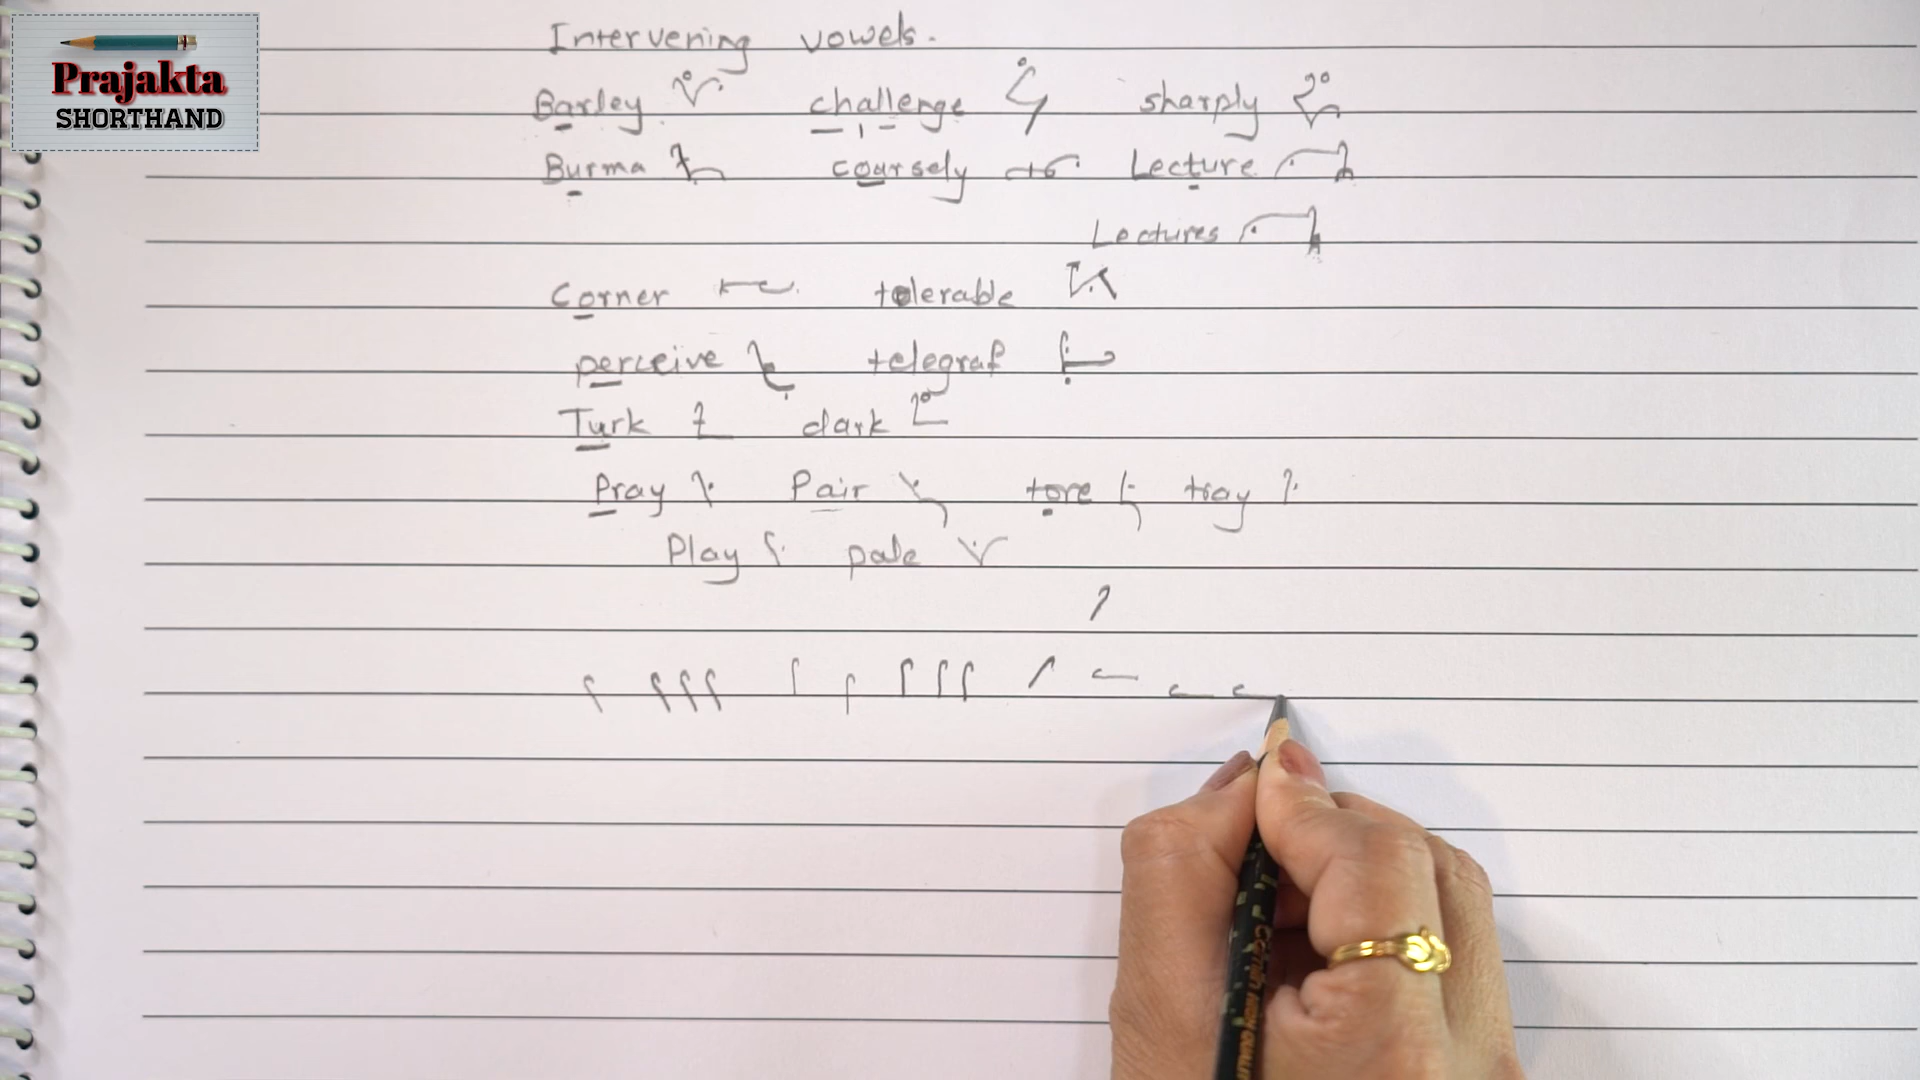 Prajakta
SHORTHAND
Intervening vowels.
Barley challenge sharply
Burma coarsely Lecture
Lectures
Corner tolerable
perceive telegraf
Turk dark
Pray Pair tore tray
Play pale